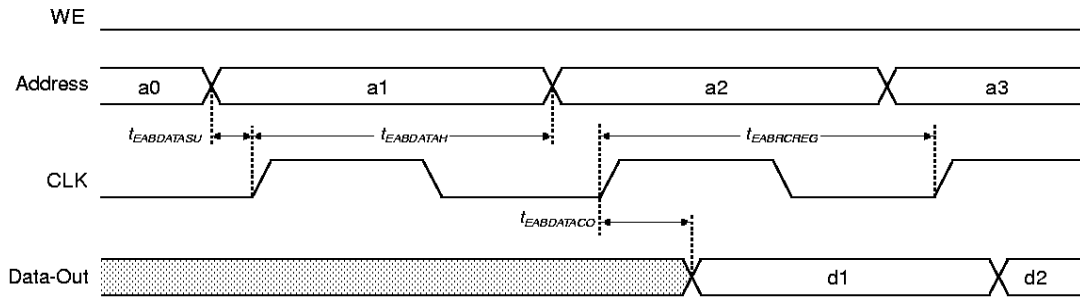 WE
Address a0 a1 a2 a3
tEABDATASU tEABDATAH tEABRCREG
CLK
tEABDATACO
Data-Out d1 d2